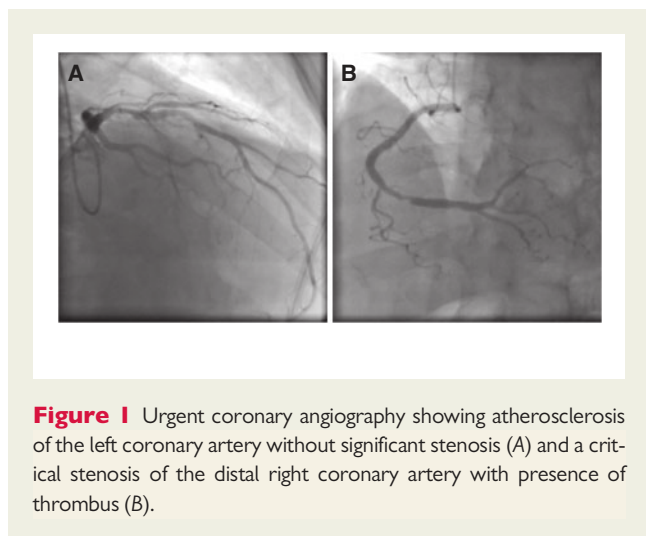 A
B
Figure 1 Urgent coronary angiography showing atherosclerosis
of the left coronary artery without significant stenosis (A) and a crit-
ical stenosis of the distal right coronary artery with presence of
thrombus (B).